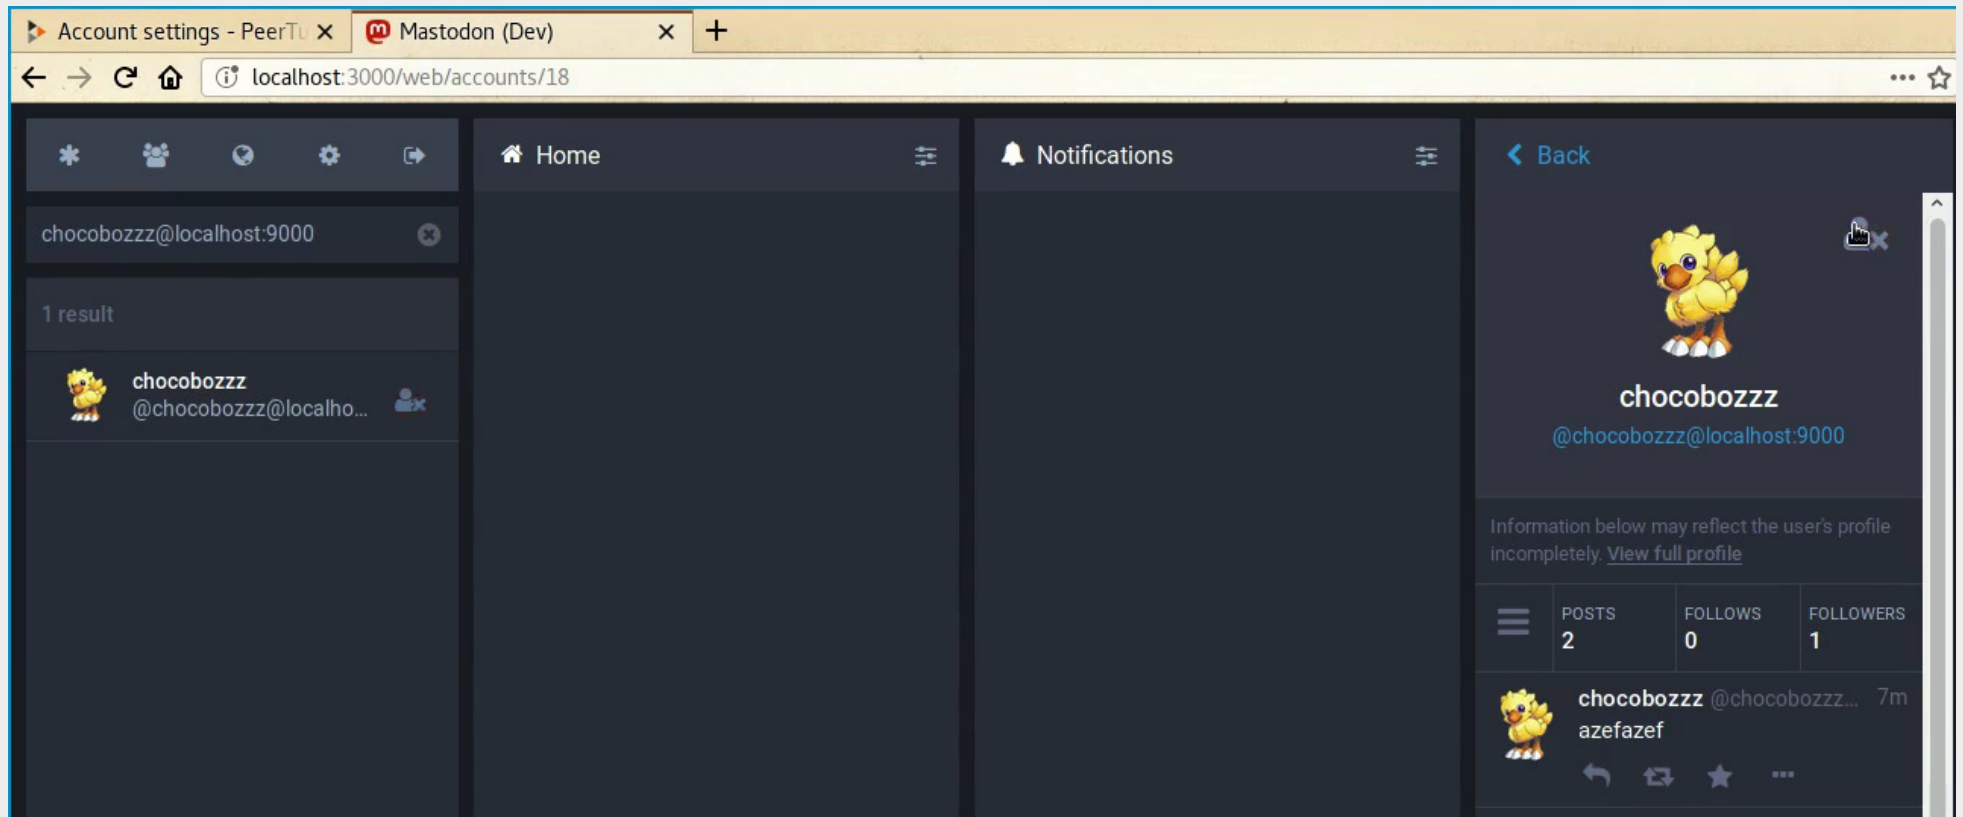 Account settings - PeerTu
Mastodon (Dev)
localhost:3000/web/accounts/18
Home
Notifications
Back
chocobozzz@localhost:9000
1 result
chocobozzz
@chocobozzz@localho...
chocobozzz
@chocobozzz@localhost:9000
Information below may reflect the user's profile
incompletely. View full profile
POSTS FOLLOWS FOLLOWERS
2 0 1
chocobozzz @chocobozzz... 7m
azefazef